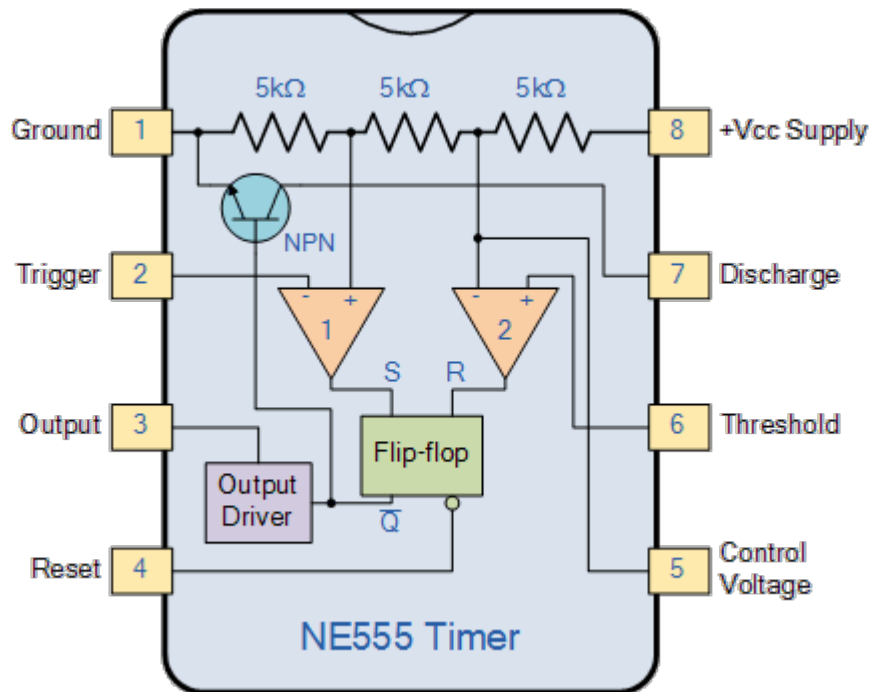 5kΩ 5kΩ 5kΩ
Ground 1
8 +Vcc Supply
NPN
Trigger 2
- +
- +
7 Discharge
1
2
S R
Output 3
Flip-flop
6 Threshold
Output
Driver
Q̅
Reset 4
5 Control
Voltage
NE555 Timer